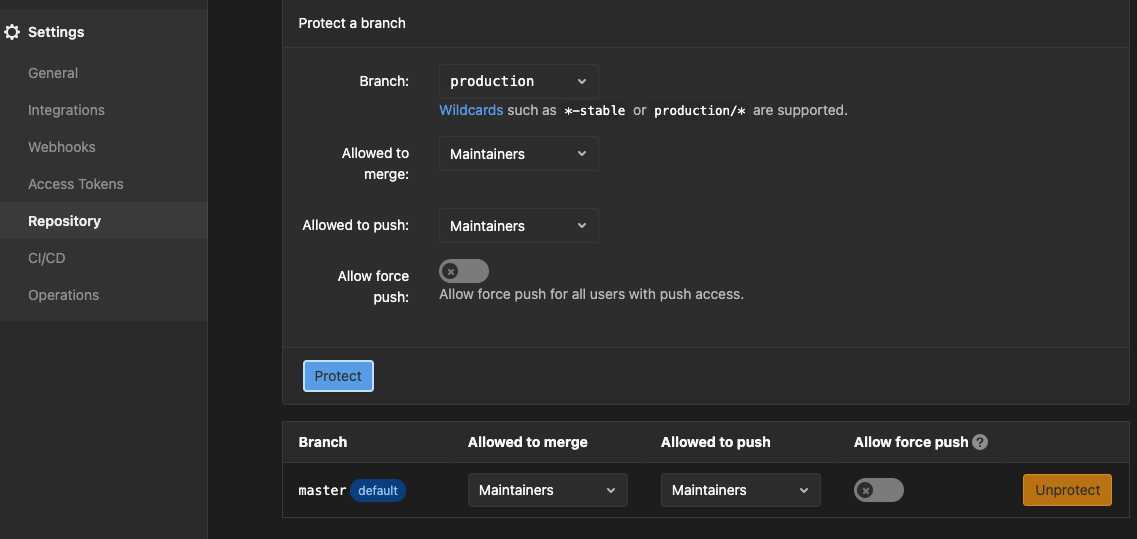 Settings
General
Integrations
Webhooks
Access Tokens
Repository
CI/CD
Operations
Protect a branch
Branch:
production
Wildcards such as *-stable or production/* are supported.
Allowed to
merge:
Maintainers
Allowed to push:
Maintainers
Allow force
push:
Allow force push for all users with push access.
Protect
Branch Allowed to merge Allowed to push Allow force push ?
master default Maintainers Maintainers Unprotect